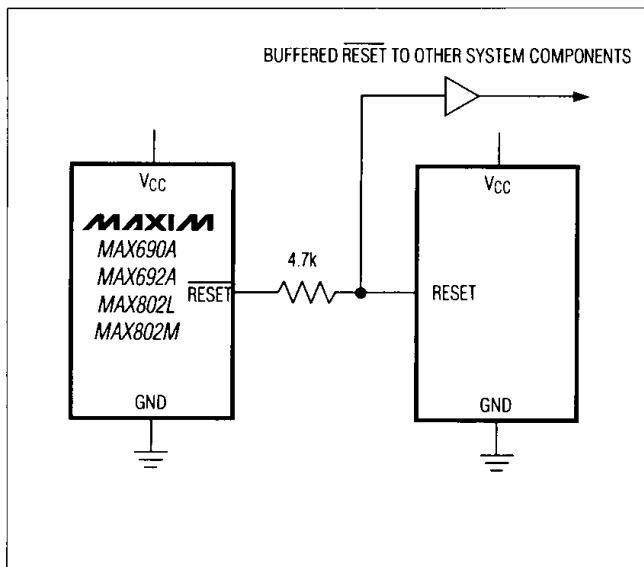 BUFFERED RESET TO OTHER SYSTEM COMPONENTS
VCC
MAXIM
MAX690A
MAX692A
MAX802L
MAX802M
RESET
GND
4.7k
VCC
RESET
GND